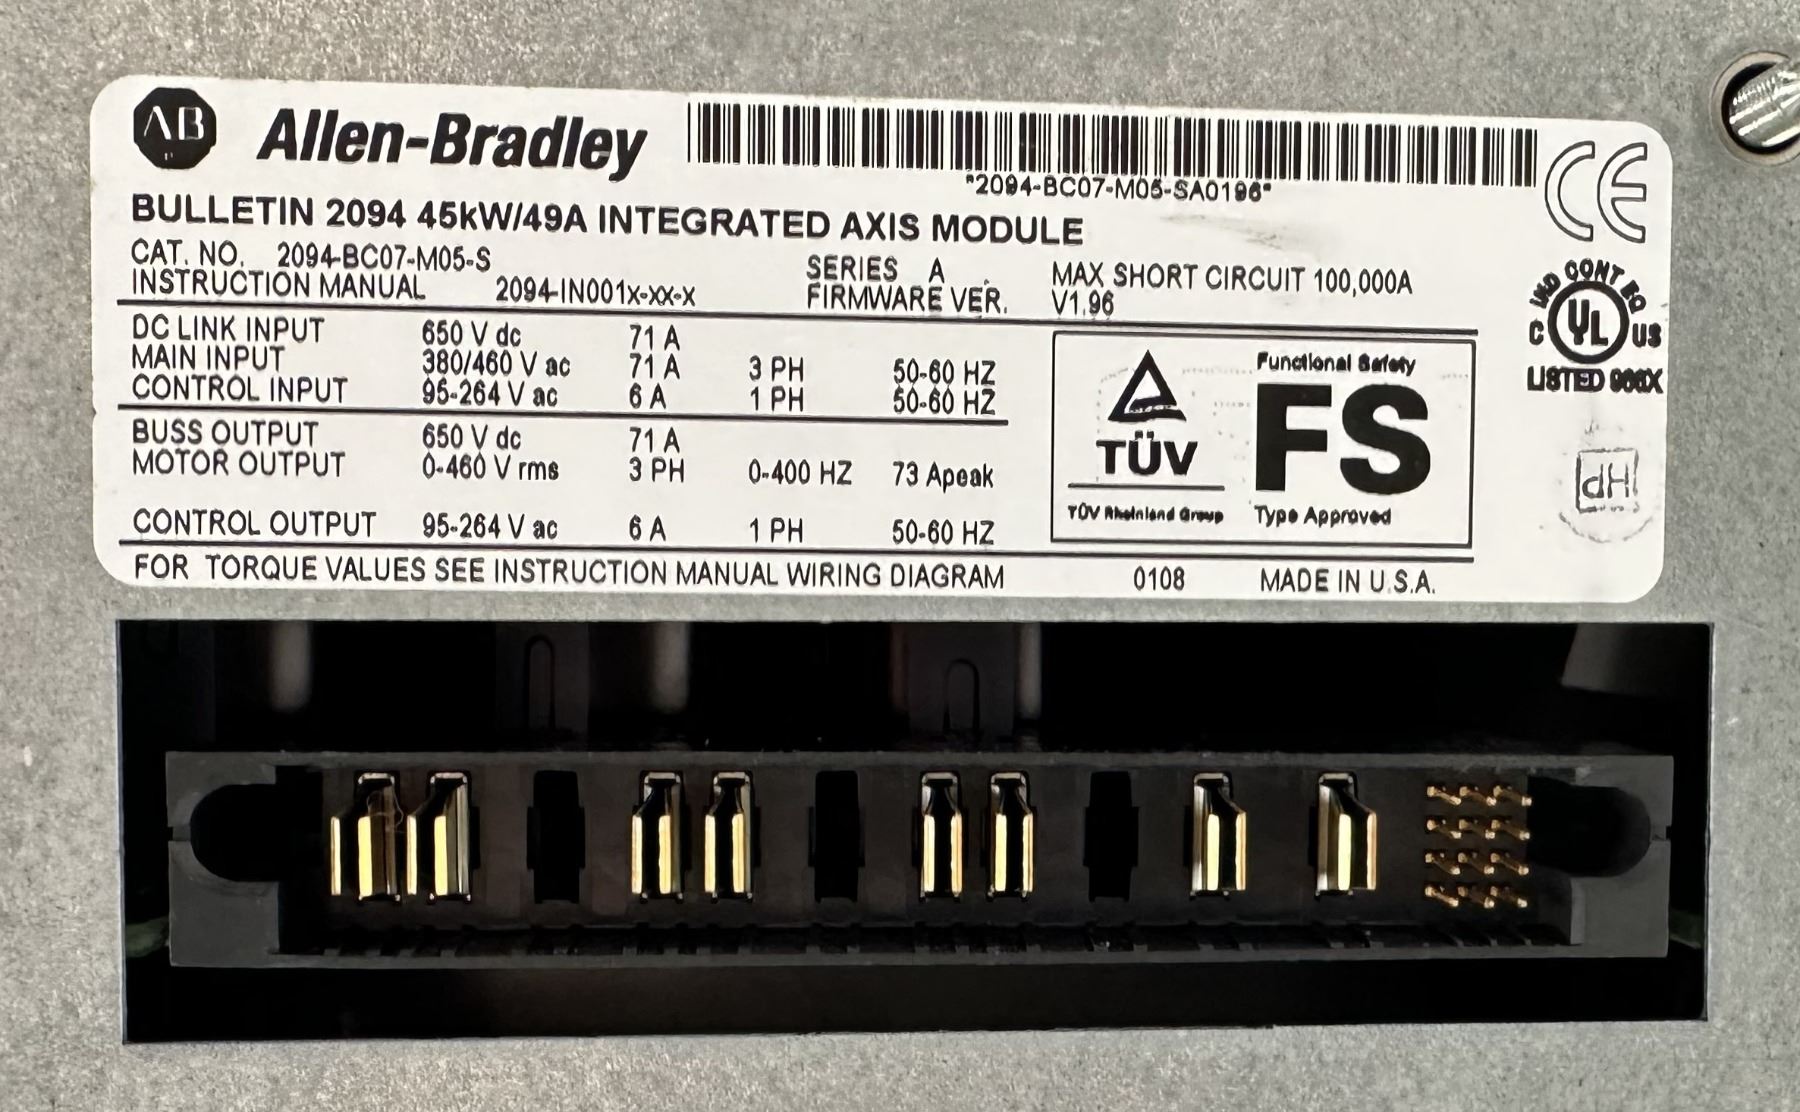 AB Allen-Bradley
*2094-BC07-M05-SA0196*
CE
BULLETIN 2094 45kW/49A INTEGRATED AXIS MODULE
CAT. NO. 2094-BC07-M05-S SERIES A MAX SHORT CIRCUIT 100,000A
INSTRUCTION MANUAL 2094-IN001x-xx-x FIRMWARE VER. V1.96
DC LINK INPUT 650 V dc 71 A
MAIN INPUT 380/460 V ac 71 A 3 PH 50-60 HZ
CONTROL INPUT 95-264 V ac 6 A 1 PH 50-60 HZ
BUSS OUTPUT 650 V dc 71 A
MOTOR OUTPUT 0-460 V rms 3 PH 0-400 HZ 73 Apeak
CONTROL OUTPUT 95-264 V ac 6 A 1 PH 50-60 HZ
FOR TORQUE VALUES SEE INSTRUCTION MANUAL WIRING DIAGRAM 0108 MADE IN U.S.A.
TÜV
TÜV Rheinland Group
Functional Safety
FS
Type Approved
IND CONT EQ
C UL US
LISTED